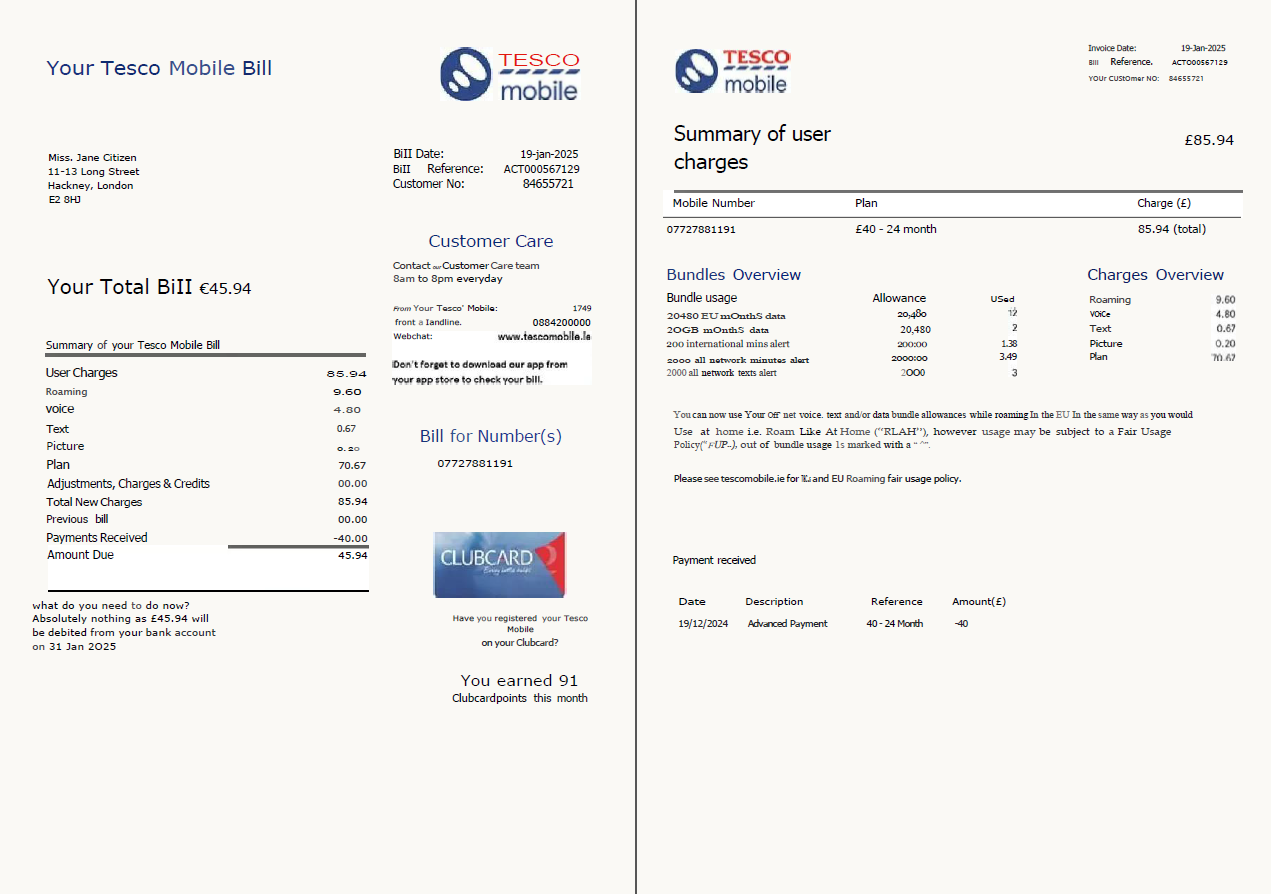 Your Tesco Mobile Bill
TESCO
mobile
Miss. Jane Citizen
11-13 Long Street
Hackney, London
E2 8HJ
BiII Date: 19-jan-2025
BiII Reference: ACT000567129
Customer No: 84655721
Customer Care
Contact our Customer Care team
8am to 8pm everyday
From Your Tesco' Mobile: 1749
front a Iandline. 0884200000
Webchar: www.tescomoblle.le
Don't forget to download our app from
your app store to check your bill.
Your Total BiII €45.94
Summary of your Tesco Mobile Bill
User Charges 85.94
Roaming 9.60
voice 4.80
Text 0.67
Picture 0.20
Plan 70.67
Adjustments, Charges & Credits 00.00
Total New Charges 85.94
Previous bill 00.00
Payments Received -40.00
Amount Due 45.94
what do you need to do now?
Absolutely nothing as £45.94 will
be debited from your bank account
on 31 Jan 2O25
Bill for Number(s)
07727881191
CLUBCARD
Every little helps
Have you registered your Tesco
Mobile
on your Clubcard?
You earned 91
Clubcardpoints this month
TESCO
mobile
Invoice Date: 19-Jan-2025
BiII Reference. ACTO00567129
YOUr CUStOmer NO: 84655721
Summary of user
charges
£85.94
Mobile Number Plan Charge (£)
07727881191 £40 - 24 month 85.94 (total)
Bundles Overview
Bundle usage Allowance USed
20480 EU mOnthS data 20,480 12
2OGB mOnthS data 20,480 2
200 international mins alert 200:00 1.38
2000 all network minutes alert 2000:00 3.49
2000 all network texts alert 2OOO 3
Charges Overview
Roaming 9.60
VOiCe 4.80
Text 0.67
Picture 0.20
Plan 70.67
You can now use Your Off net voice. text and/or data bundle allowances while roaming In the EU In the same way as you would
Use at home i.e. Roam Like At Home ("RLAH"), however usage may be subject to a Fair Usage
Policy("FUP..), out of bundle usage 1s marked with a " ^".
Please see tescomobile.ie for and EU Roaming fair usage policy.
Payment received
Date Description Reference Amount(£)
19/12/2024 Advanced Payment 40 - 24 Month -40